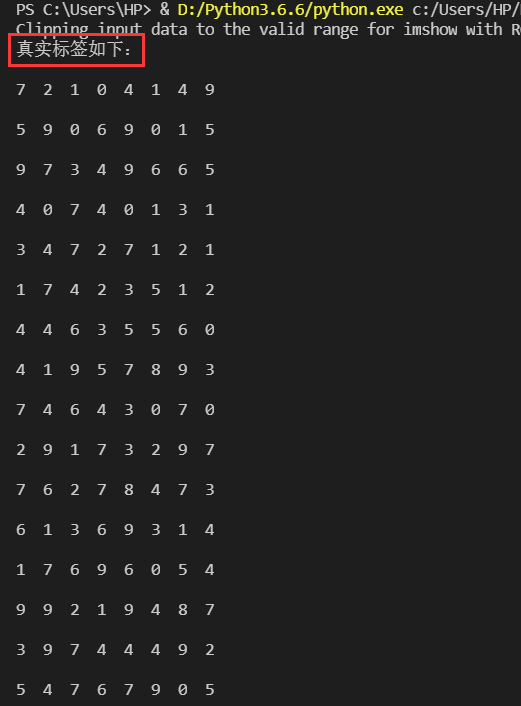 PS C:\Users\HP> & D:/Python3.6.6/python.exe c:/Users/HP/
Clipping input data to the valid range for imshow with R
真实标签如下:
7 2 1 0 4 1 4 9
5 9 0 6 9 0 1 5
9 7 3 4 9 6 6 5
4 0 7 4 0 1 3 1
3 4 7 2 7 1 2 1
1 7 4 2 3 5 1 2
4 4 6 3 5 5 6 0
4 1 9 5 7 8 9 3
7 4 6 4 3 0 7 0
2 9 1 7 3 2 9 7
7 6 2 7 8 4 7 3
6 1 3 6 9 3 1 4
1 7 6 9 6 0 5 4
9 9 2 1 9 4 8 7
3 9 7 4 4 4 9 2
5 4 7 6 7 9 0 5